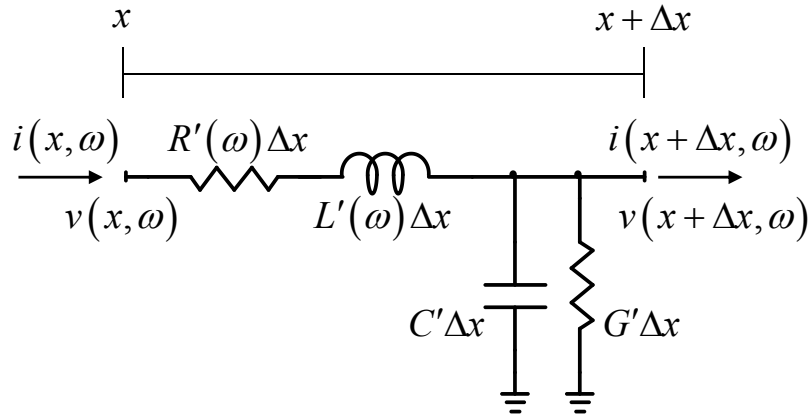 x x + Δx
i(x, ω) R'(ω)Δx i(x + Δx, ω)
v(x, ω) L'(ω)Δx v(x + Δx, ω)
C'Δx G'Δx